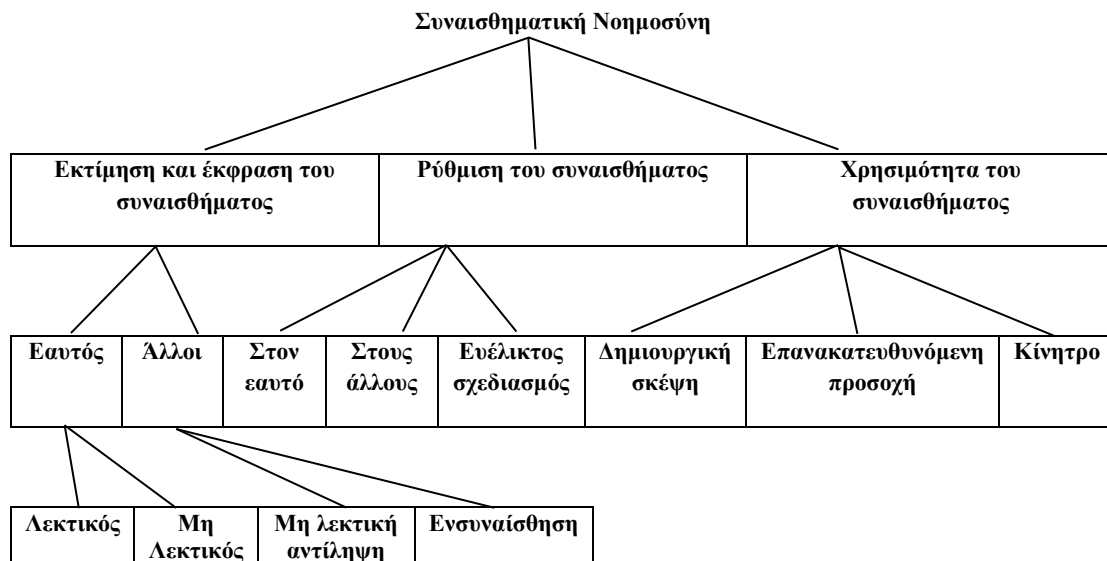 Συναισθηματική Νοημοσύνη
Εκτίμηση και έκφραση του
συναισθήματος
Ρύθμιση του συναισθήματος
Χρησιμότητα του
συναισθήματος
Εαυτός
Άλλοι
Στον
εαυτό
Στους
άλλους
Ευέλικτος
σχεδιασμός
Δημιουργική
σκέψη
Επανακατευθυνόμενη
προσοχή
Κίνητρο
Λεκτικός
Μη
Λεκτικός
Μη λεκτική
αντίληψη
Ενσυναίσθηση